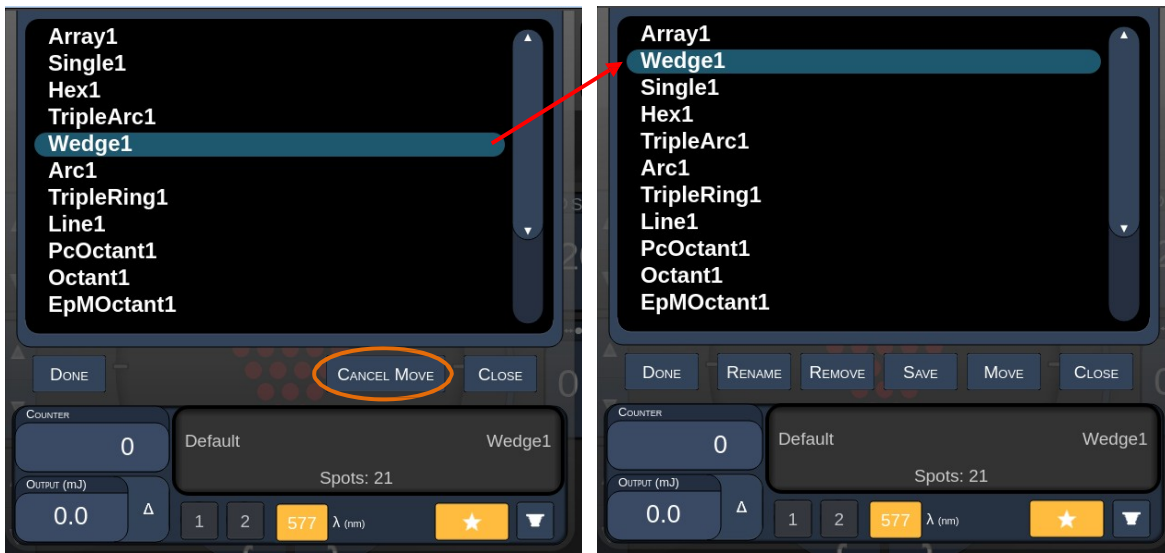 Array1
Single1
Hex1
TripleArc1
Wedge1
Arc1
TripleRing1
Line1
PcOctant1
Octant1
EpMOctant1
DONE CANCEL MOVE CLOSE
COUNTER
0
Default Wedge1
Spots: 21
OUTPUT (mJ)
0.0 Δ
1 2 577 λ (nm)
Array1
Wedge1
Single1
Hex1
TripleArc1
Arc1
TripleRing1
Line1
PcOctant1
Octant1
EpMOctant1
DONE RENAME REMOVE SAVE MOVE CLOSE
COUNTER
0
Default Wedge1
Spots: 21
OUTPUT (mJ)
0.0 Δ
1 2 577 λ (nm)